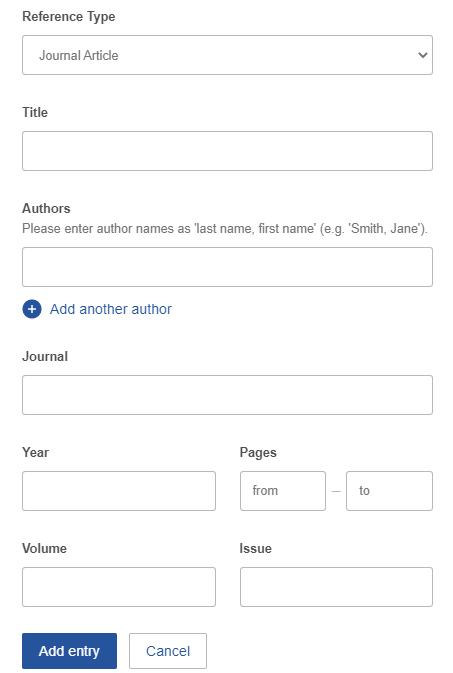 Reference Type
Journal Article
Title
Authors
Please enter author names as 'last name, first name' (e.g. 'Smith, Jane').
Add another author
Journal
Year Pages
from – to
Volume Issue
Add entry Cancel